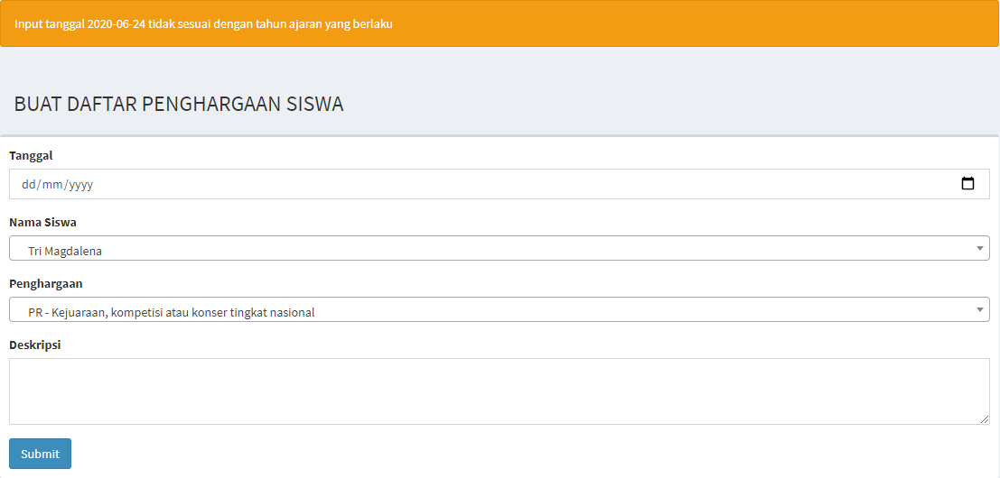 Input tanggal 2020-06-24 tidak sesuai dengan tahun ajaran yang berlaku
BUAT DAFTAR PENGHARGAAN SISWA
Tanggal
dd/mm/yyyy
Nama Siswa
Tri Magdalena
Penghargaan
PR - Kejuaraan, kompetisi atau konser tingkat nasional
Deskripsi
Submit